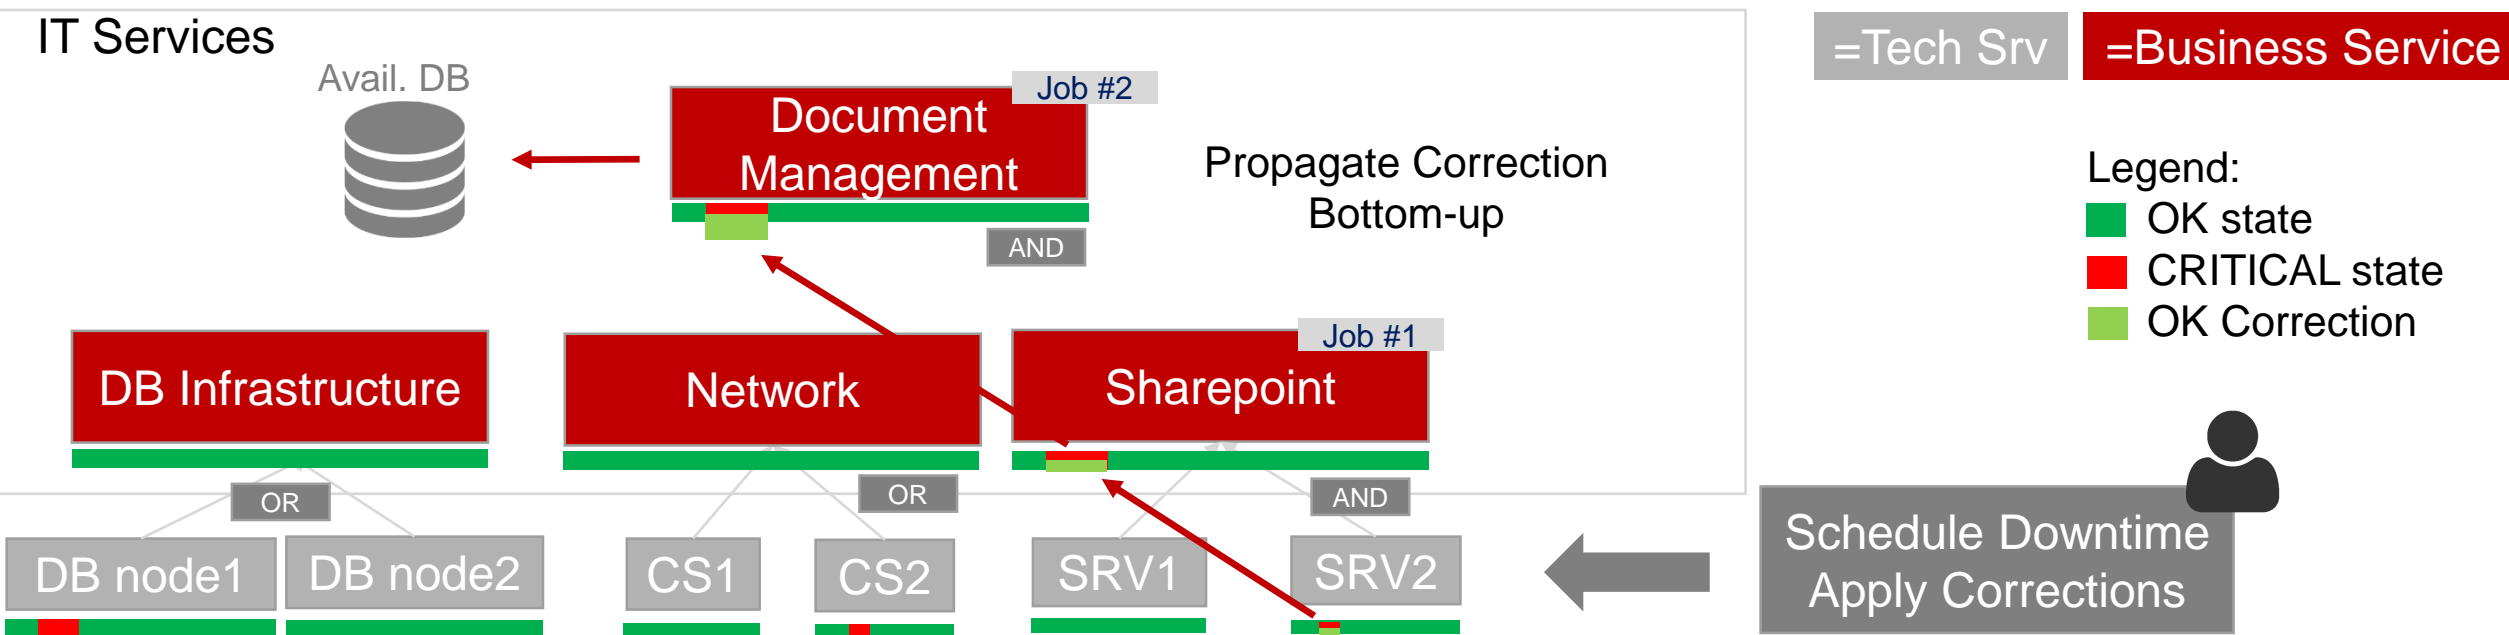 IT Services
=Tech Srv
=Business Service
Avail. DB
Job #2
Document
Management
Propagate Correction
Bottom-up
AND
Legend:
OK state
CRITICAL state
OK Correction
Job #1
DB Infrastructure
Network
Sharepoint
OR
OR
AND
DB node1
DB node2
CS1
CS2
SRV1
SRV2
Schedule Downtime
Apply Corrections